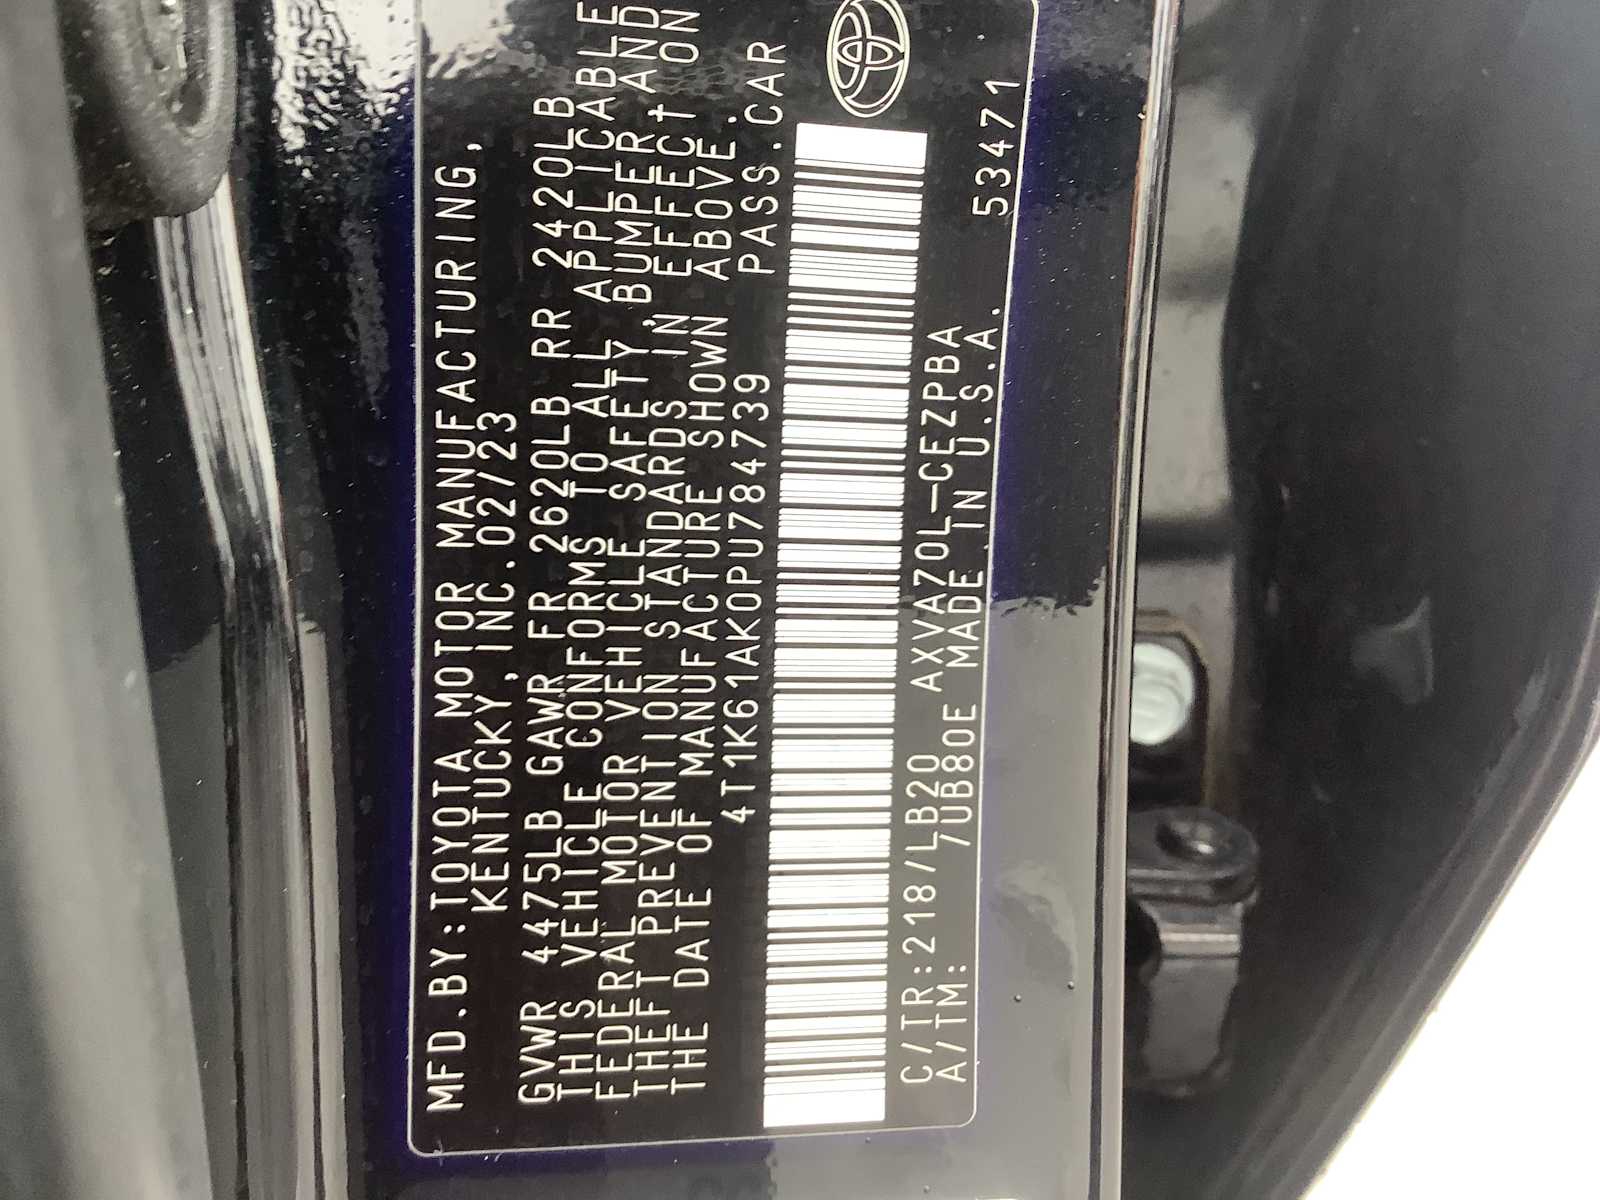 MFD.BY:TOYOTA MOTOR MANUFACTURING,
KENTUCKY, INC.
02/23
GVWR 4475LB GAWR FR 2620LB RR 2420LB
THIS VEHICLE CONFORMS TO ALL APPLICABLE
FEDERAL MOTOR VEHICLE SAFETY, BUMPER AND
THEFT PREVENTION STANDARDS IN EFFECT ON
THE DATE OF MANUFACTURE SHOWN ABOVE.
4T1K61AK0PU784739 PASS.CAR
C/TR:218/LB20 AXVA70L-CEZPBA
A/TM: /UB80E MADE IN U.S.A. 53471